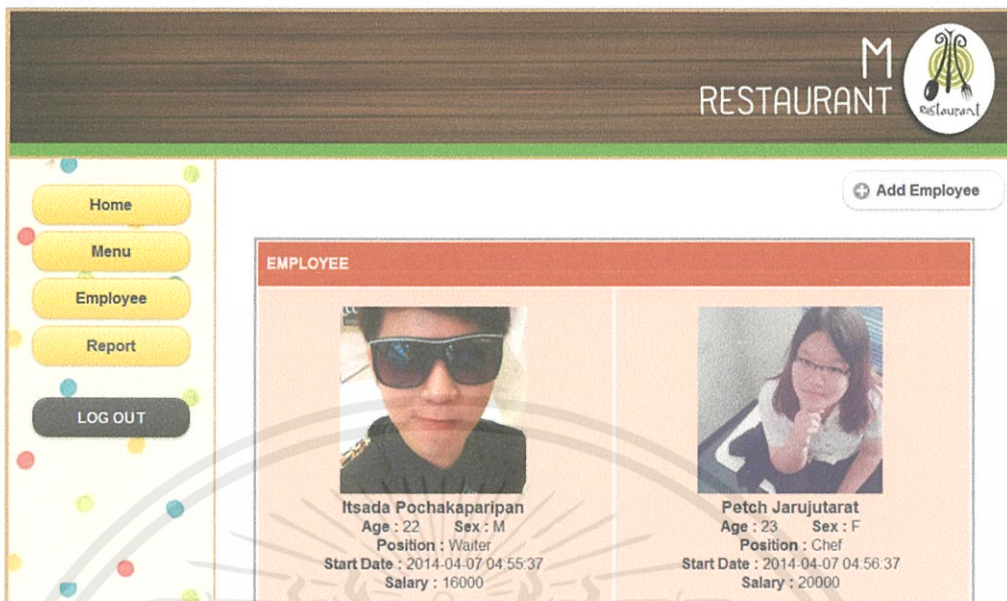 M
RESTAURANT
Restaurant
Home
Menu
Employee
Report
LOG OUT
Add Employee
EMPLOYEE
Itsada Pochakaparipan
Age : 22 Sex : M
Position : Waiter
Start Date : 2014-04-07 04:55:37
Salary : 16000
Petch Jarujutarat
Age : 23 Sex : F
Position : Chef
Start Date : 2014-04-07 04:56:37
Salary : 20000